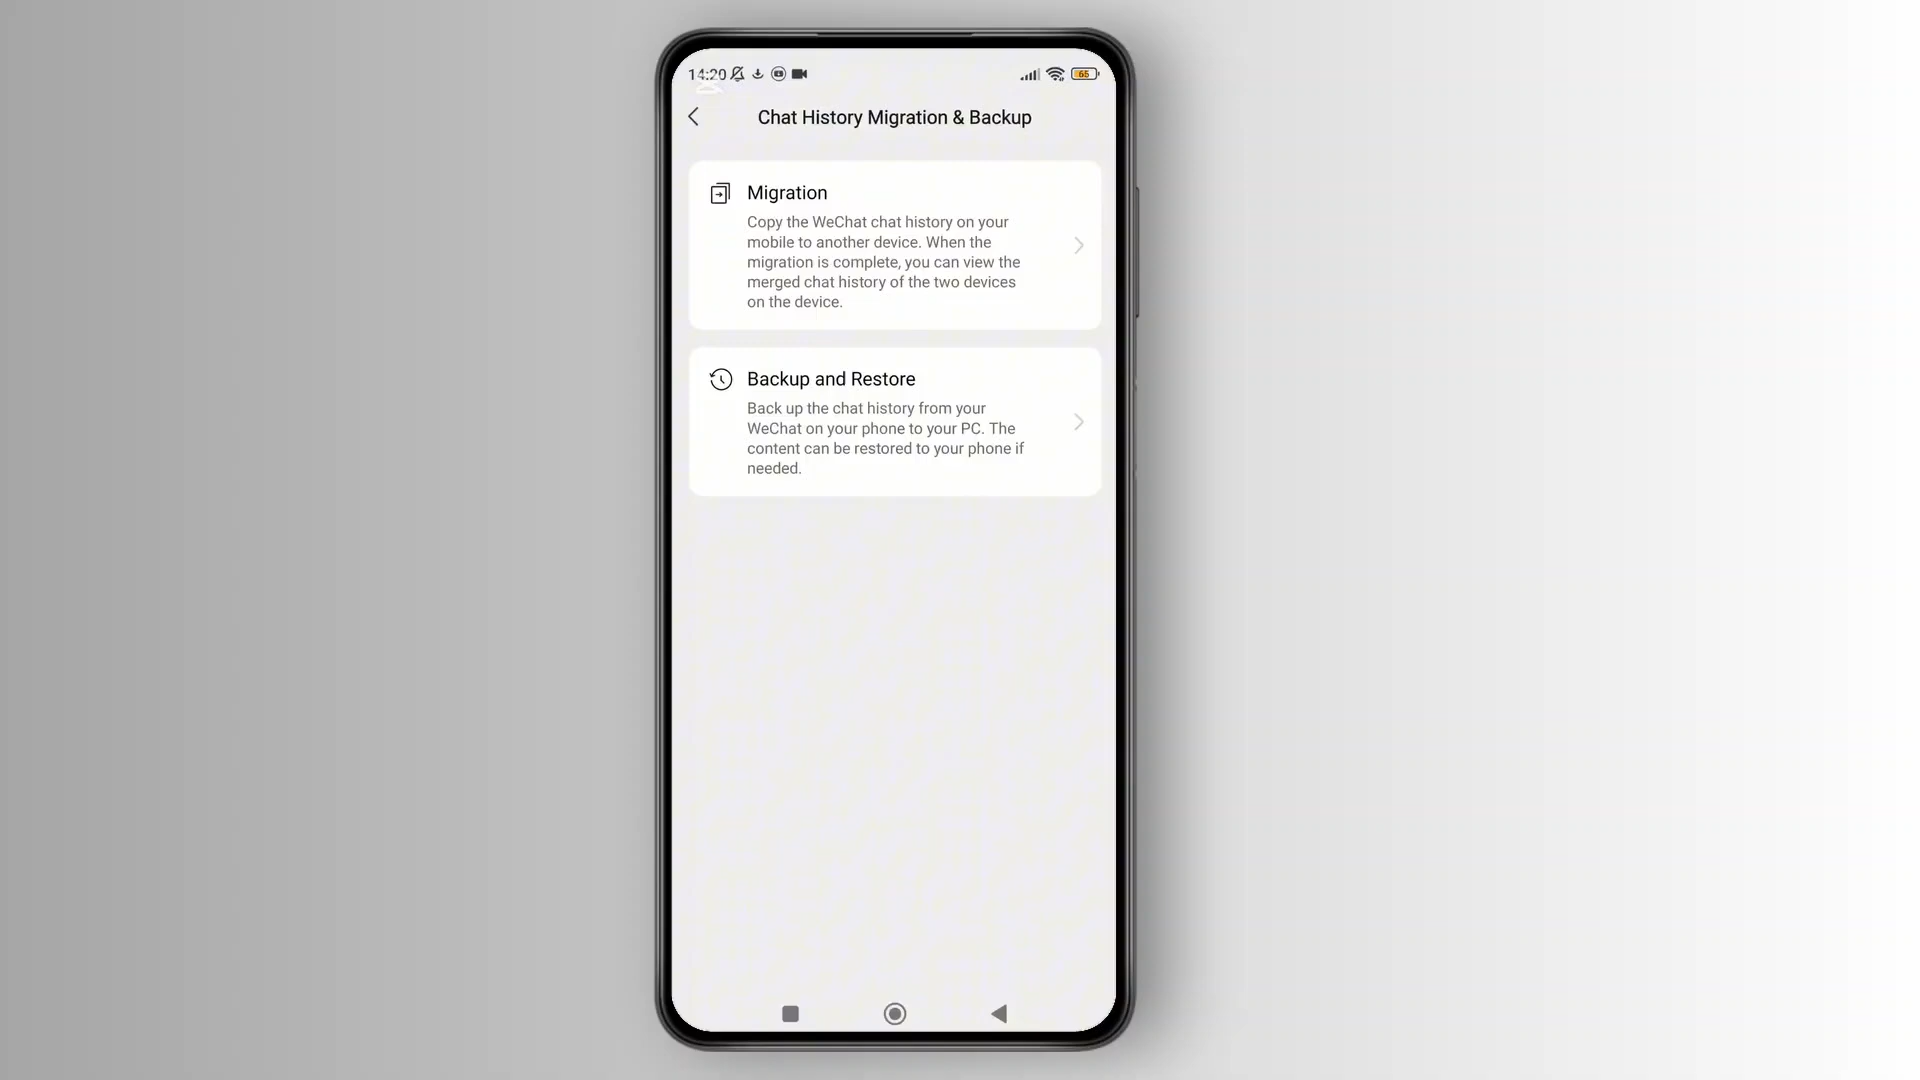 14:20
65
Chat History Migration & Backup
Migration
Copy the WeChat chat history on your
mobile to another device. When the
migration is complete, you can view the
merged chat history of the two devices
on the device.
Backup and Restore
Back up the chat history from your
WeChat on your phone to your PC. The
content can be restored to your phone if
needed.